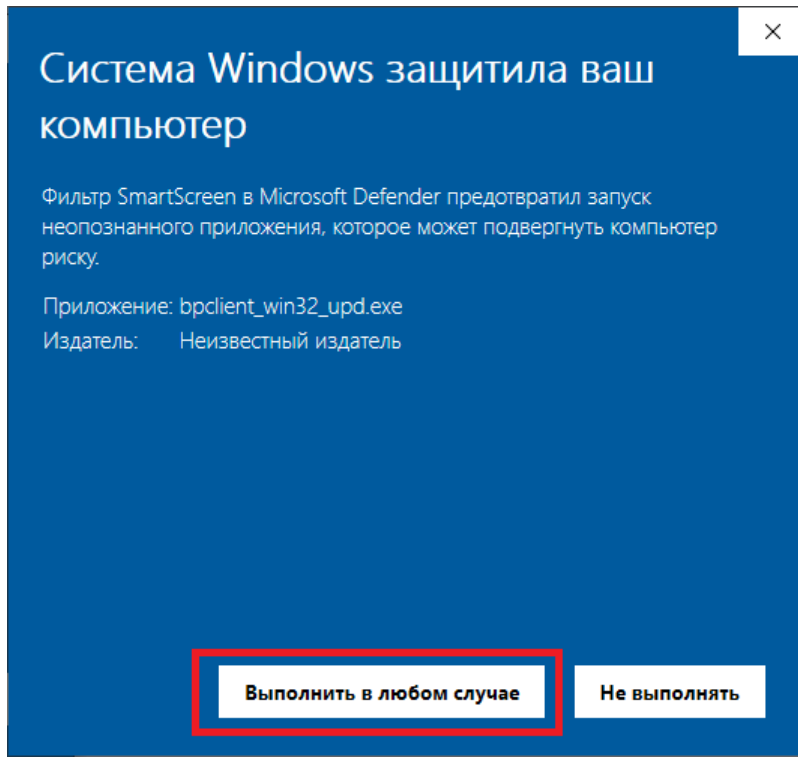 Система Windows защитила ваш
компьютер
Фильтр SmartScreen в Microsoft Defender предотвратил запуск
неопознанного приложения, которое может подвергнуть компьютер
риску.
Приложение: bpclient_win32_upd.exe
Издатель: Неизвестный издатель
Выполнить в любом случае Не выполнять